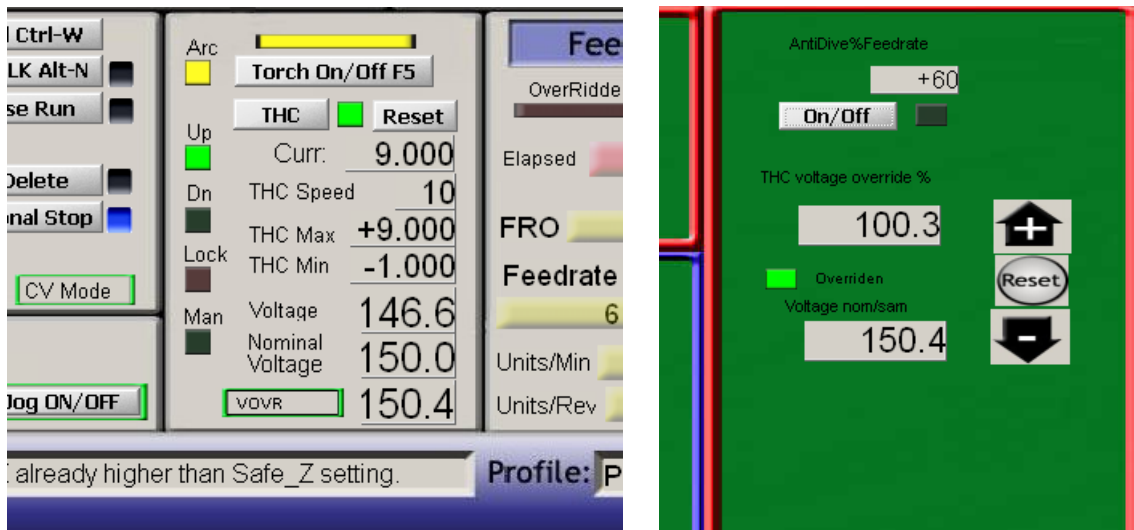 Ctrl-W
LK Alt-N
se Run
Delete
nal Stop
CV Mode
Jog ON/OFF
Arc
Torch On/Off F5
THC Reset
Up
Curr: 9.000
Dn THC Speed 10
THC Max +9.000
Lock THC Min -1.000
Man Voltage 146.6
Nominal
Voltage 150.0
VOVR 150.4
Fee
OverRidde
Elapsed
FRO
Feedrate
6
Units/Min
Units/Rev
already higher than Safe_Z setting. Profile: P
AntiDive%Feedrate
+60
On/Off
THC voltage override %
100.3 +
Overriden Reset
Voltage nom/sam
150.4 -